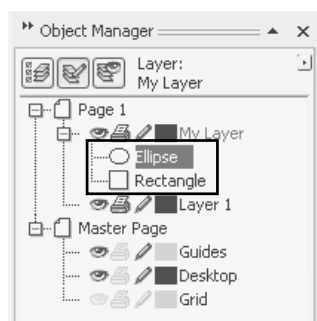 Object Manager
Layer:
My Layer
Page 1
My Layer
Ellipse
Rectangle
Layer 1
Master Page
Guides
Desktop
Grid